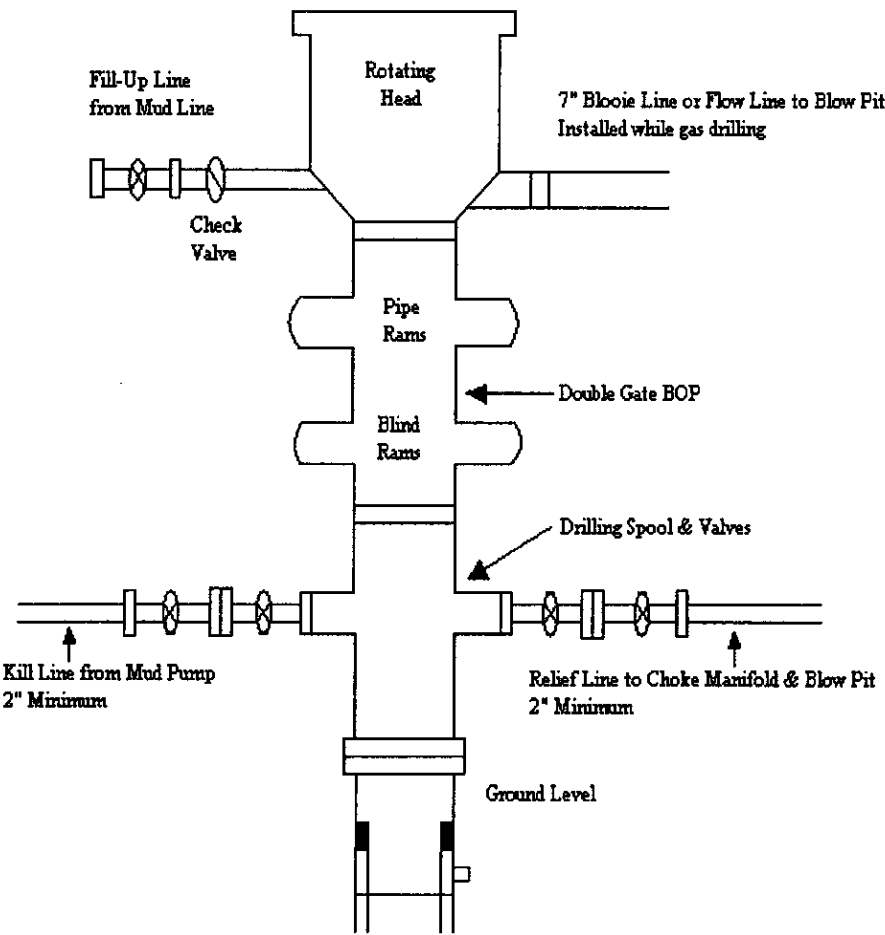 Rotating
Head
Fill-Up Line
from Mud Line
7" Blooie Line or Flow Line to Blow Pit
Installed while gas drilling
Check
Valve
Pipe
Rams
Double Gate BOP
Blind
Rams
Drilling Spool & Valves
Kill Line from Mud Pump
2" Minimum
Relief Line to Choke Manifold & Blow Pit
2" Minimum
Ground Level